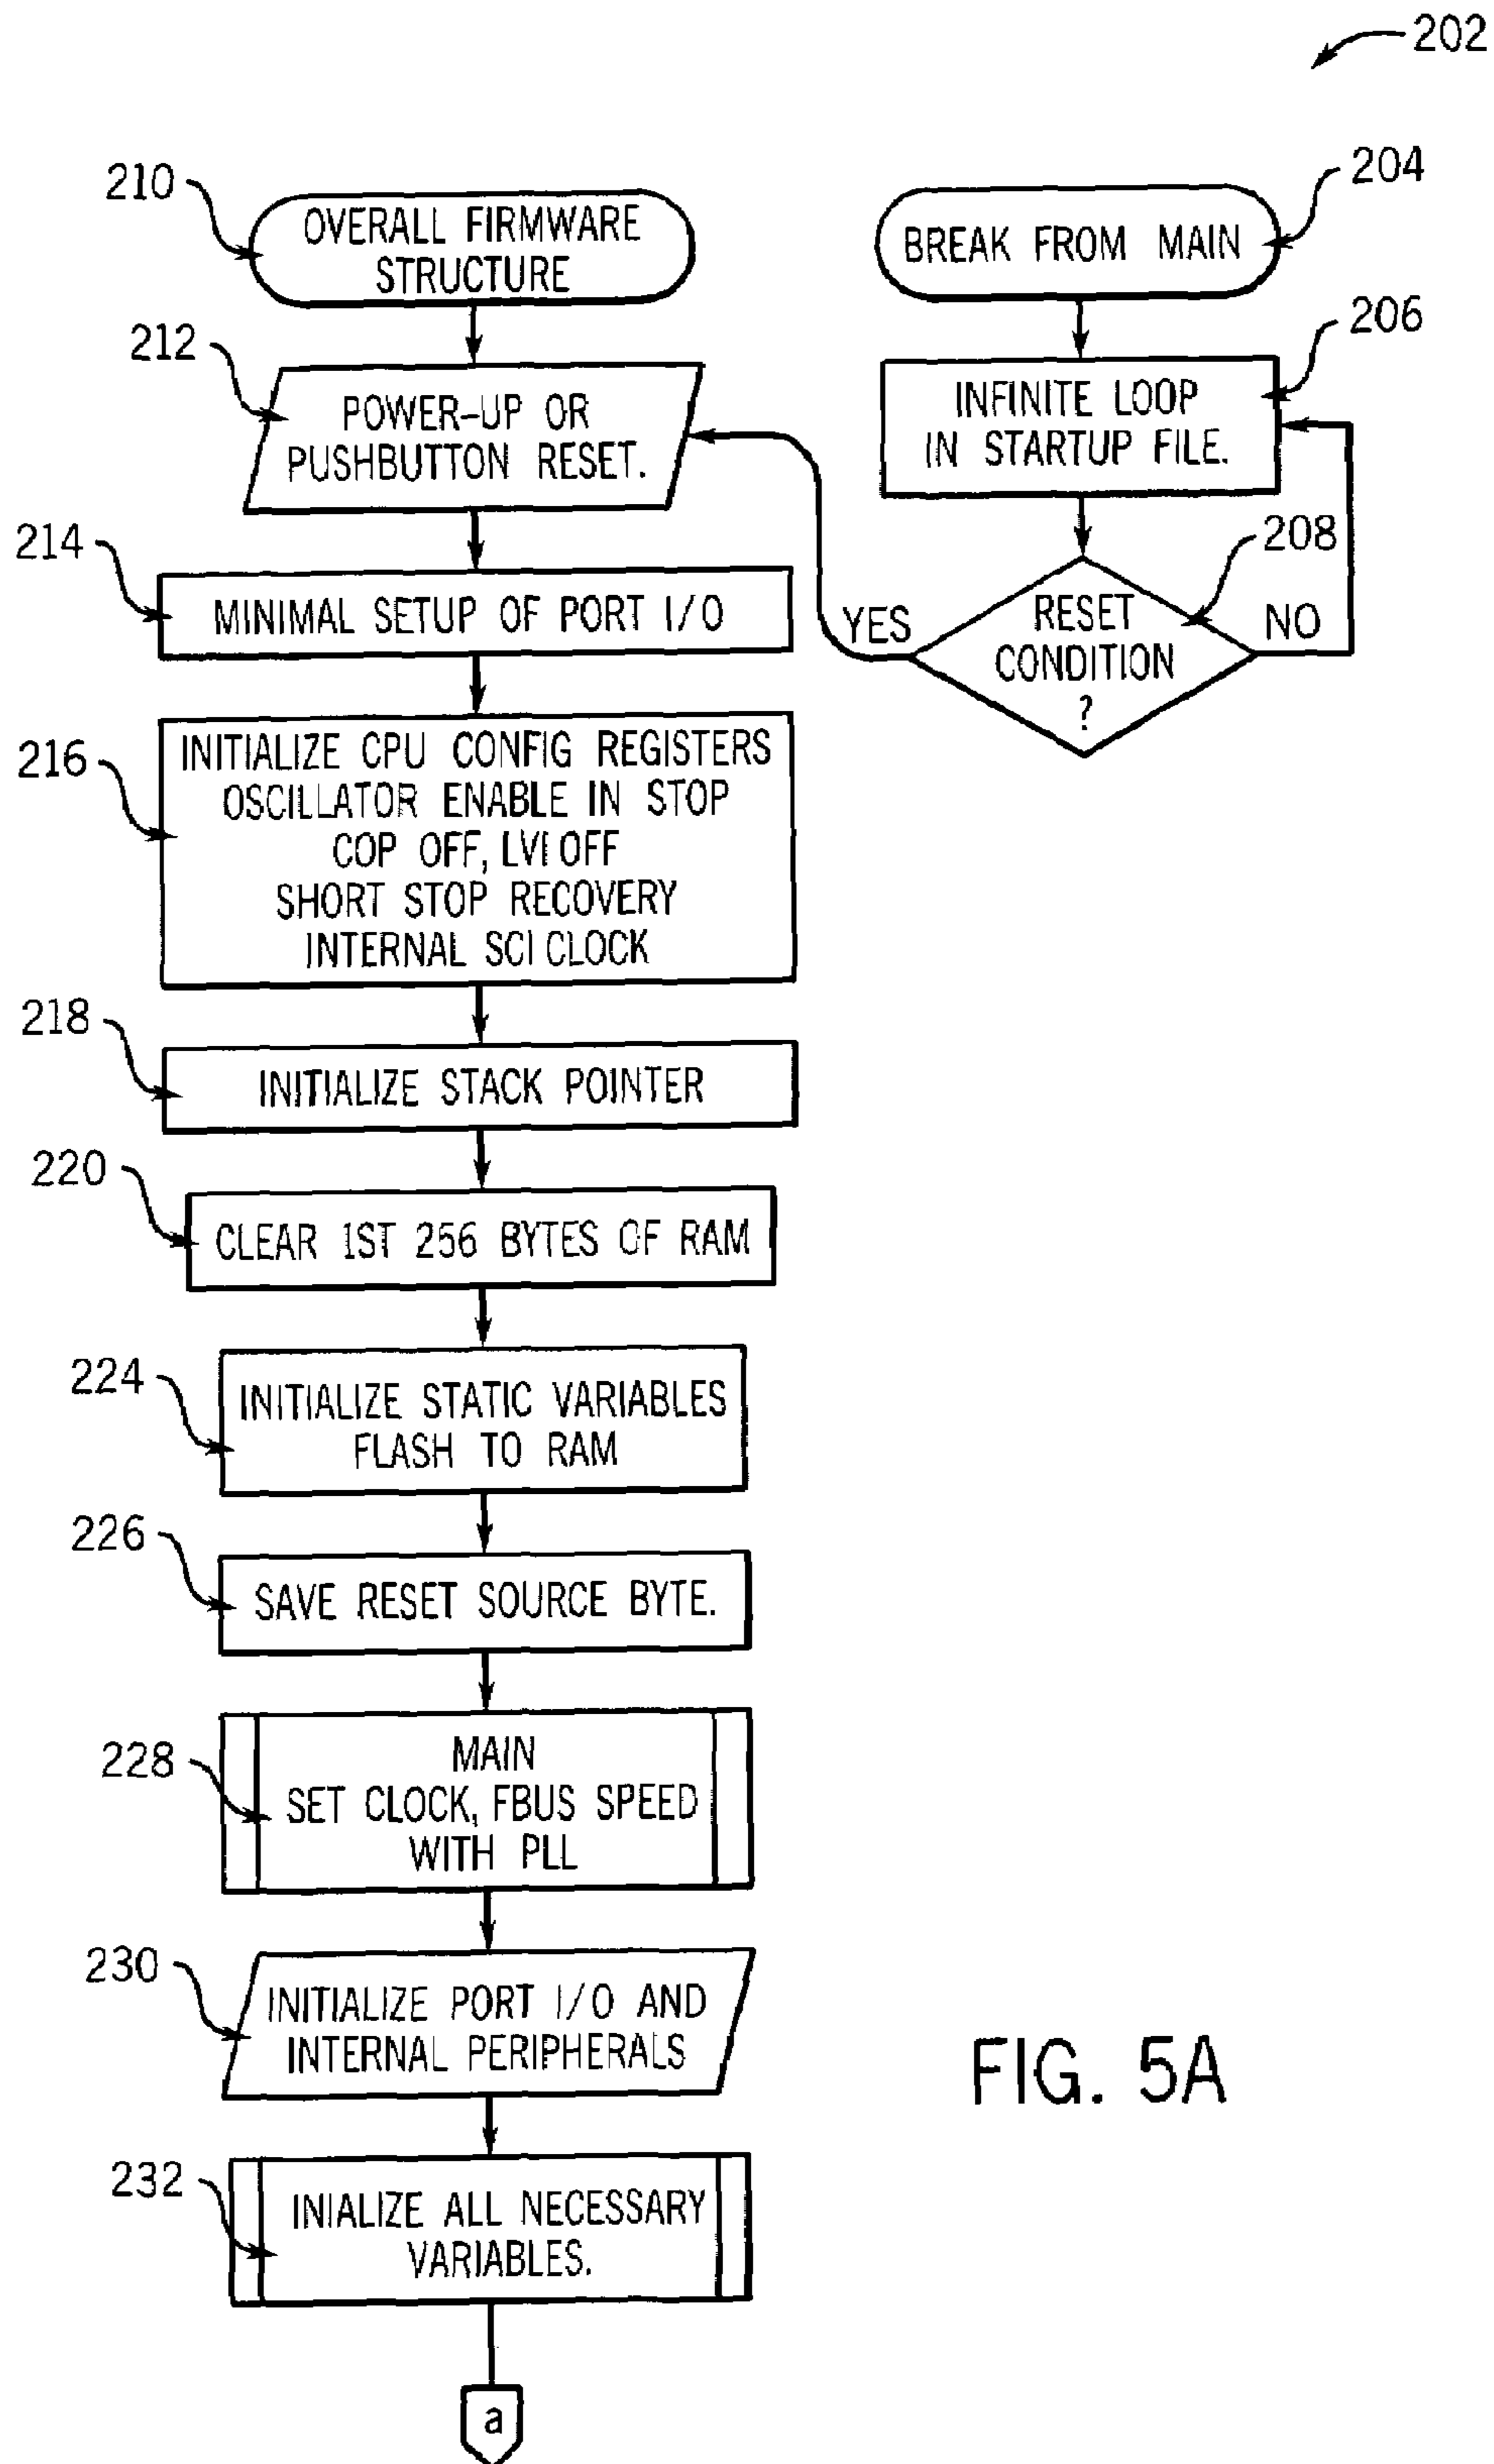 202
210
OVERALL FIRMWARE
STRUCTURE
204
BREAK FROM MAIN
212
POWER-UP OR
PUSHBUTTON RESET.
206
INFINITE LOOP
IN STARTUP FILE.
208
RESET
CONDITION
?
YES
NO
214
MINIMAL SETUP OF PORT I/O
216
INITIALIZE CPU CONFIG REGISTERS
OSCILLATOR ENABLE IN STOP
COP OFF, LVI OFF
SHORT STOP RECOVERY
INTERNAL SCI CLOCK
218
INITIALIZE STACK POINTER
220
CLEAR 1ST 256 BYTES OF RAM
224
INITIALIZE STATIC VARIABLES
FLASH TO RAM
226
SAVE RESET SOURCE BYTE.
228
MAIN
SET CLOCK, FBUS SPEED
WITH PLL
230
INITIALIZE PORT I/O AND
INTERNAL PERIPHERALS
232
INIALIZE ALL NECESSARY
VARIABLES.
a
FIG. 5A